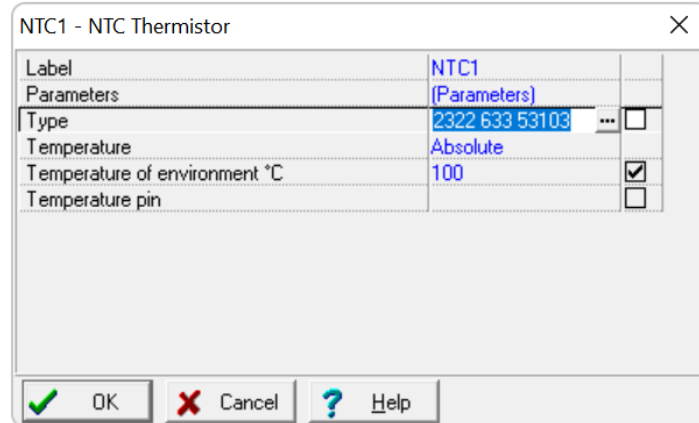 NTC1 - NTC Thermistor
Label NTC1
Parameters (Parameters)
Type 2322 633 53103 ...
Temperature Absolute
Temperature of environment °C 100
Temperature pin
OK Cancel ? Help